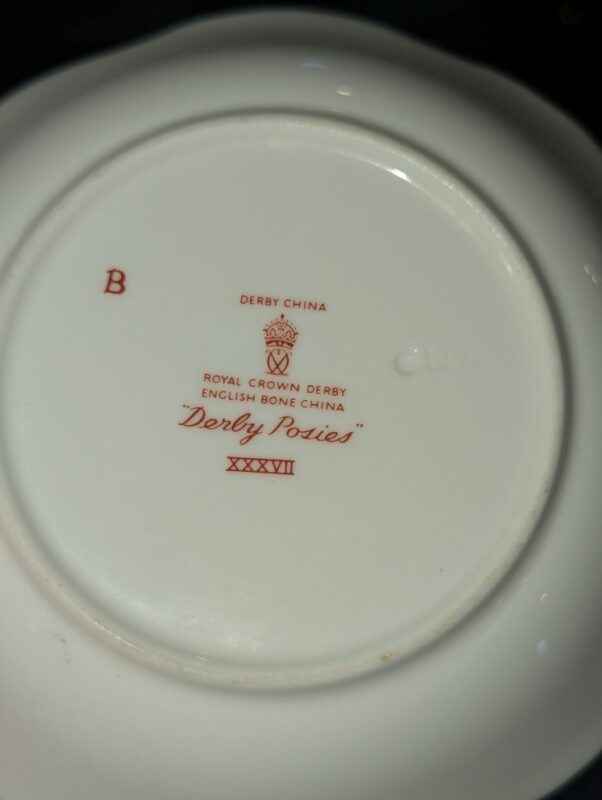 B
DERBY CHINA
ROYAL CROWN DERBY
ENGLISH BONE CHINA
"Derby Posies"
XXXVII